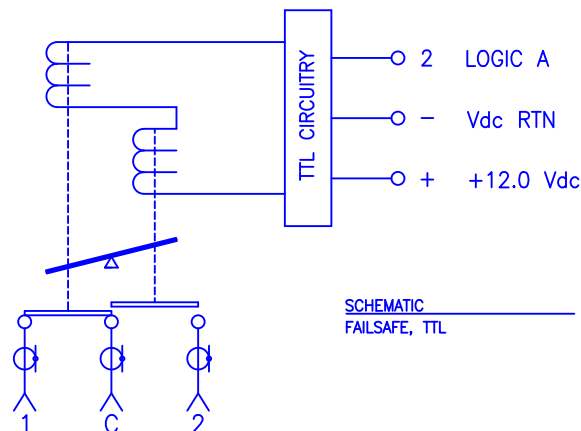 TTL CIRCUITRY
2 LOGIC A
- Vdc RTN
+ +12.0 Vdc
SCHEMATIC
FAILSAFE, TTL
1 C 2